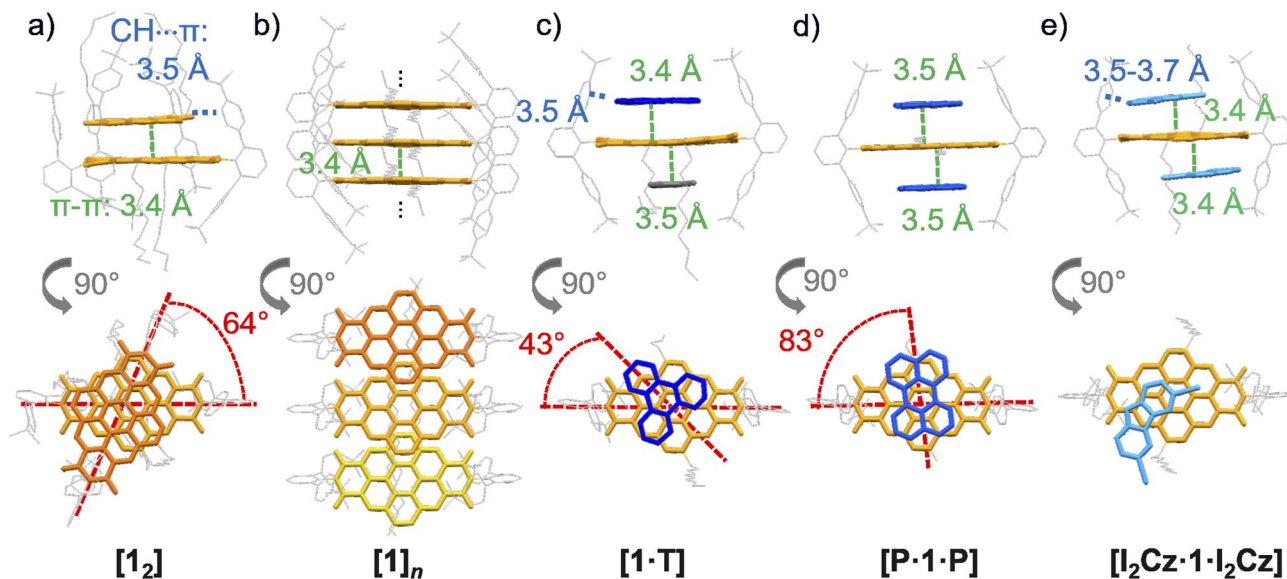 a)
CH···π:
3.5 Å
π-π: 3.4 Å
90°
64°
[1₂]
b)
⋮
3.4 Å
⋮
90°
[1]ₙ
c)
3.4 Å
3.5 Å
3.5 Å
90°
43°
[1·T]
d)
3.5 Å
3.5 Å
90°
83°
[P·1·P]
e)
3.5-3.7 Å
3.4 Å
3.4 Å
90°
[I₂Cz·1·I₂Cz]